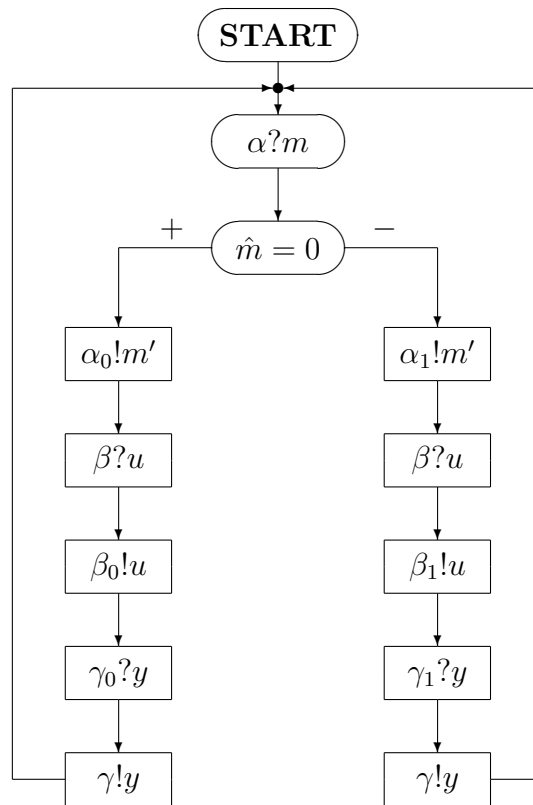 START
α?m
+ m̂ = 0 −
α₀!m′ α₁!m′
β?u β?u
β₀!u β₁!u
γ₀?y γ₁?y
γ!y γ!y